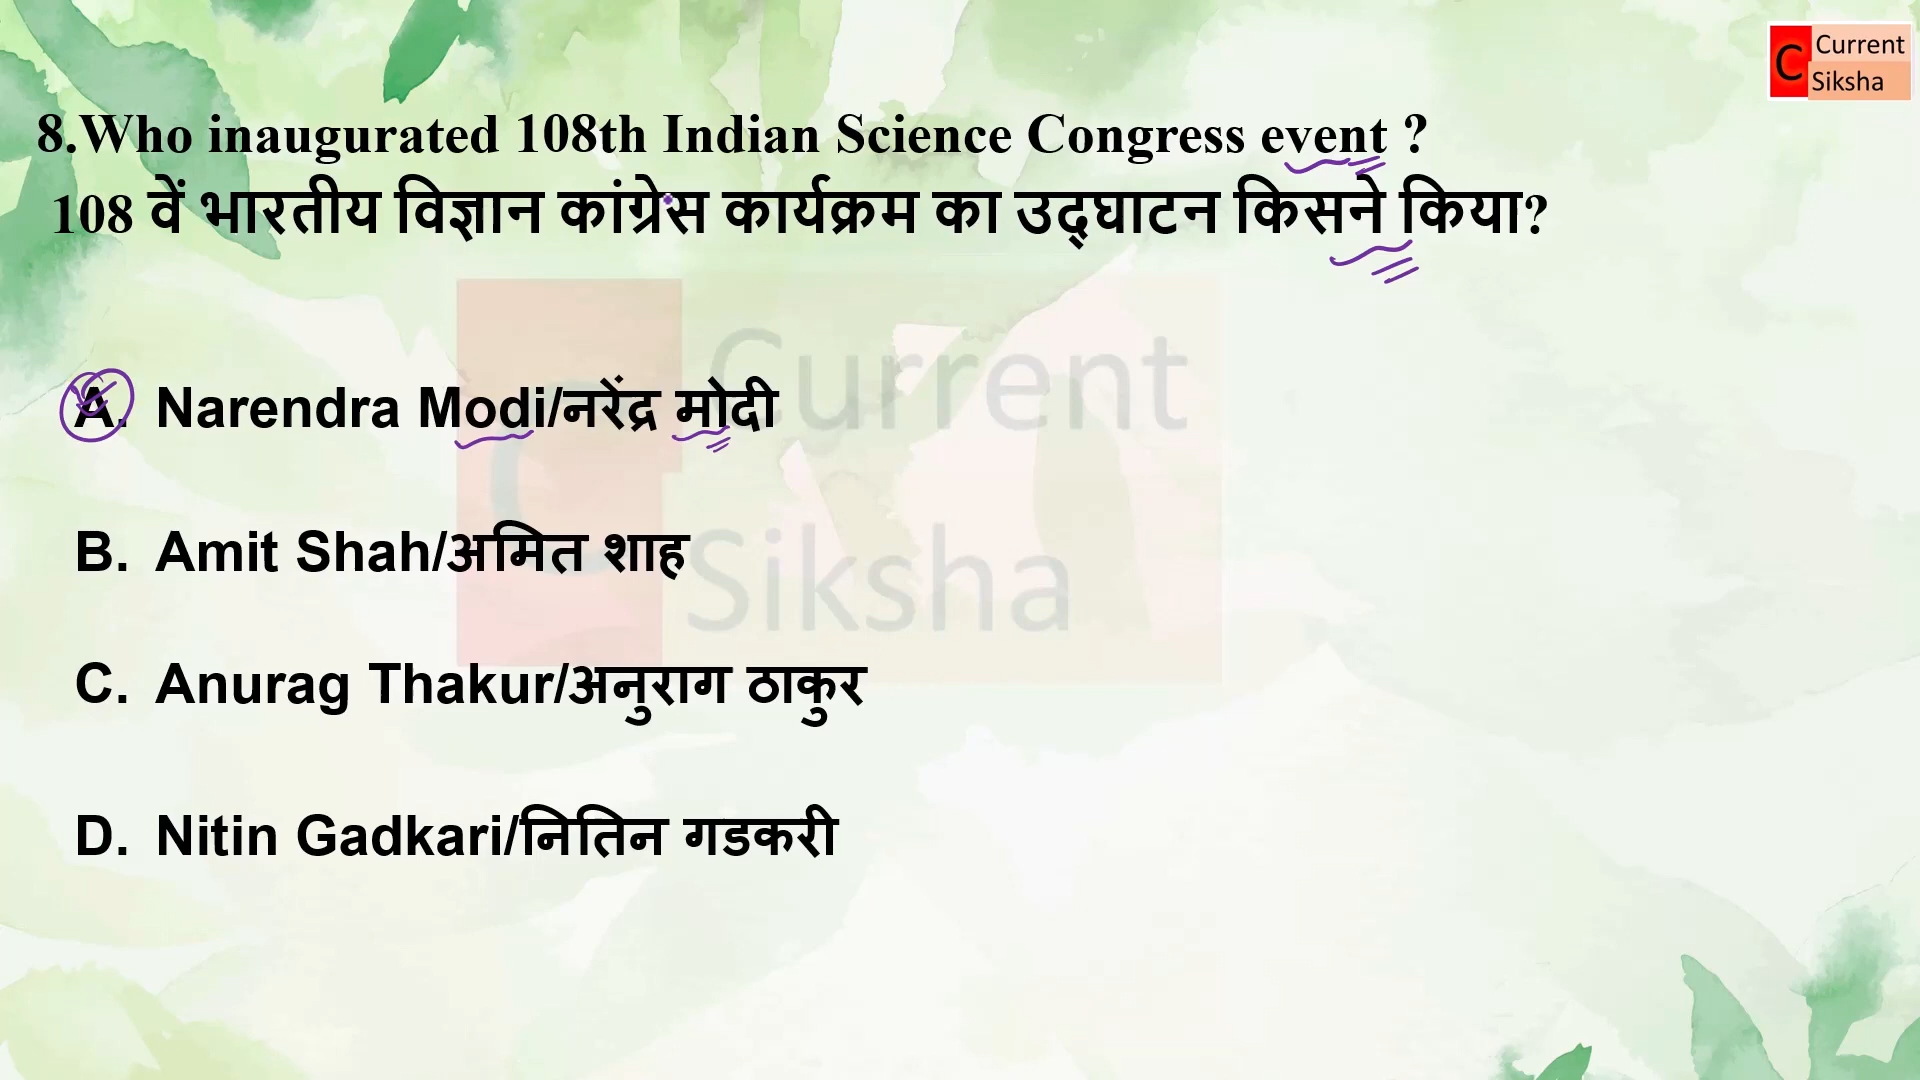 C Current
Siksha
8.Who inaugurated 108th Indian Science Congress event ?
108 वें भारतीय विज्ञान कांग्रेस कार्यक्रम का उद्घाटन किसने किया?
Current
Siksha
A. Narendra Modi/नरेंद्र मोदी
B. Amit Shah/अमित शाह
C. Anurag Thakur/अनुराग ठाकुर
D. Nitin Gadkari/नितिन गडकरी